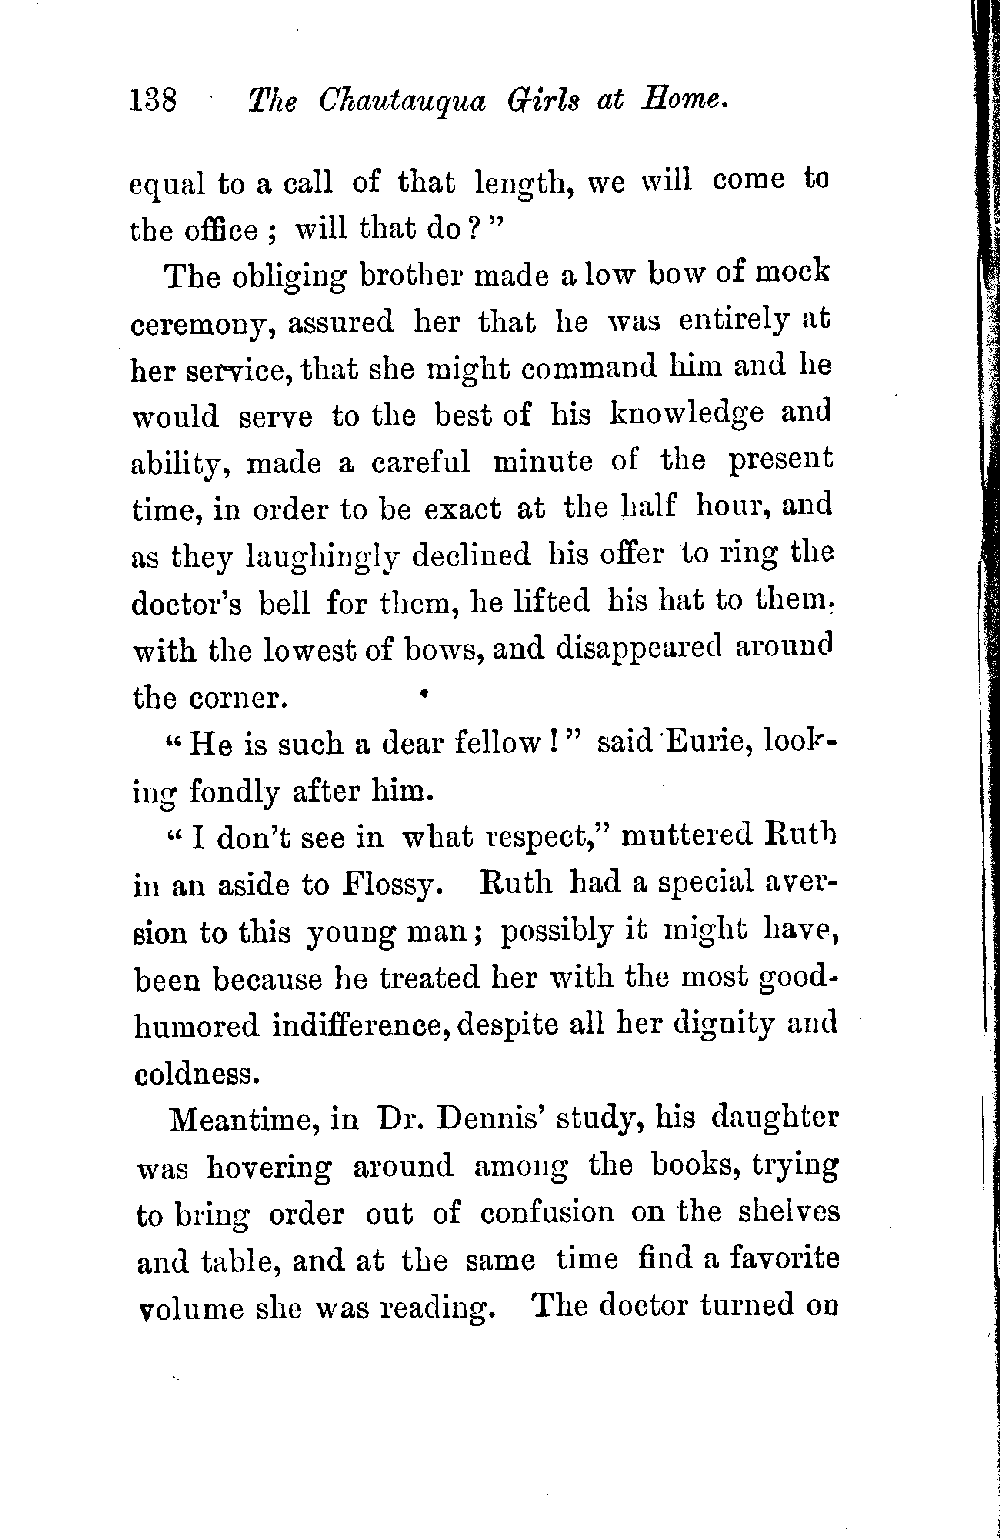 138 The Chautauqua Girls at Home.
equal to a call of that length, we will come to
the office ; will that do ? ”
The obliging brother made a low bow of mock
ceremony, assured her that he was entirely at
her service, that she might command him and he
would serve to the best of his knowledge and
ability, made a careful minute of the present
time, in order to be exact at the half hour, and
as they laughingly declined his offer to ring the
doctor's bell for them, he lifted his hat to them,
with the lowest of bows, and disappeared around
the corner.
“ He is such a dear fellow ! ” said Eurie, look-
ing fondly after him.
“ I don't see in what respect,” muttered Ruth
in an aside to Flossy. Ruth had a special aver-
sion to this young man ; possibly it might have,
been because he treated her with the most good-
humored indifference, despite all her dignity and
coldness.
Meantime, in Dr. Dennis' study, his daughter
was hovering around among the books, trying
to bring order out of confusion on the shelves
and table, and at the same time find a favorite
volume she was reading. The doctor turned on